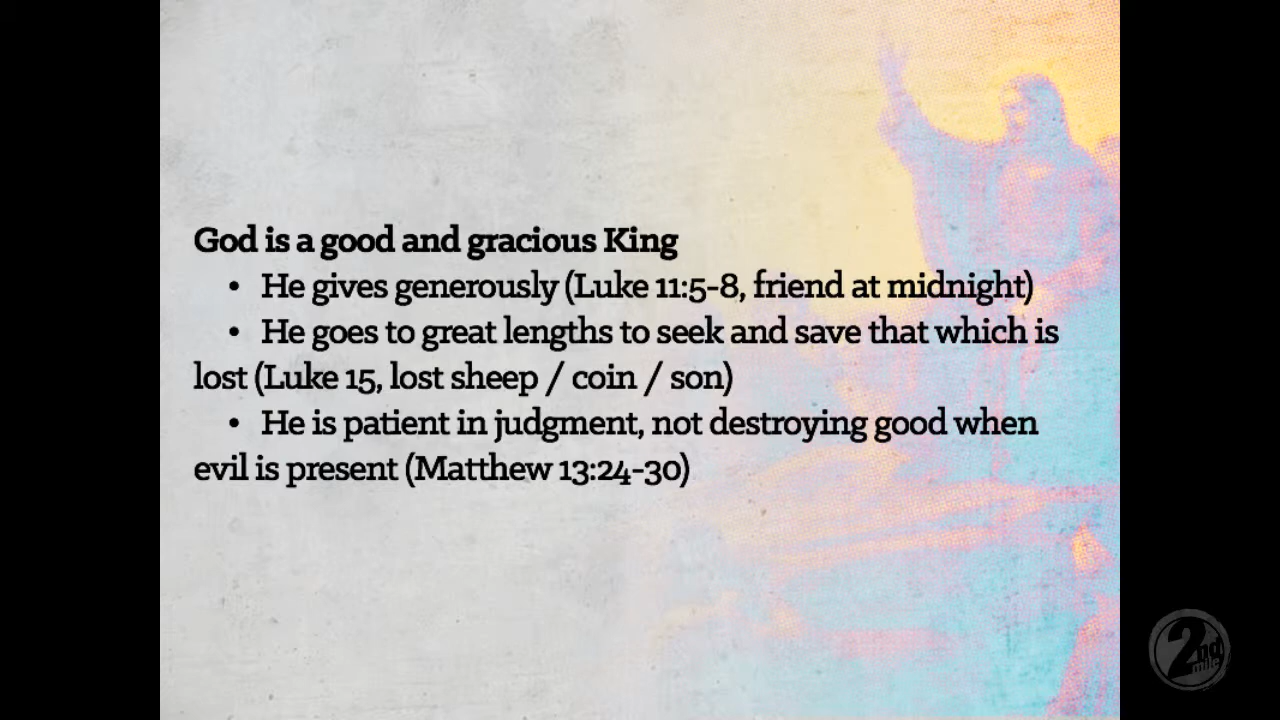 God is a good and gracious King
• He gives generously (Luke 11:5-8, friend at midnight)
• He goes to great lengths to seek and save that which is
lost (Luke 15, lost sheep / coin / son)
• He is patient in judgment, not destroying good when
evil is present (Matthew 13:24-30)
2nd
mile